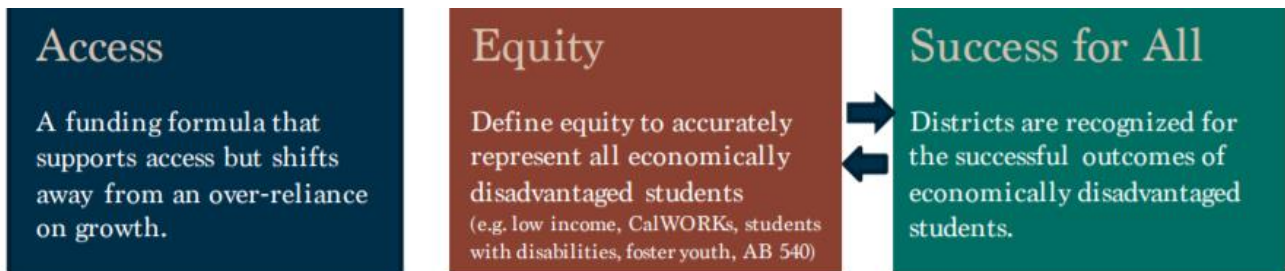 Access
A funding formula that
supports access but shifts
away from an over-reliance
on growth.
Equity
Define equity to accurately
represent all economically
disadvantaged students
(e.g. low income, CalWORKs, students
with disabilities, foster youth, AB 540)
Success for All
Districts are recognized for
the successful outcomes of
economically disadvantaged
students.